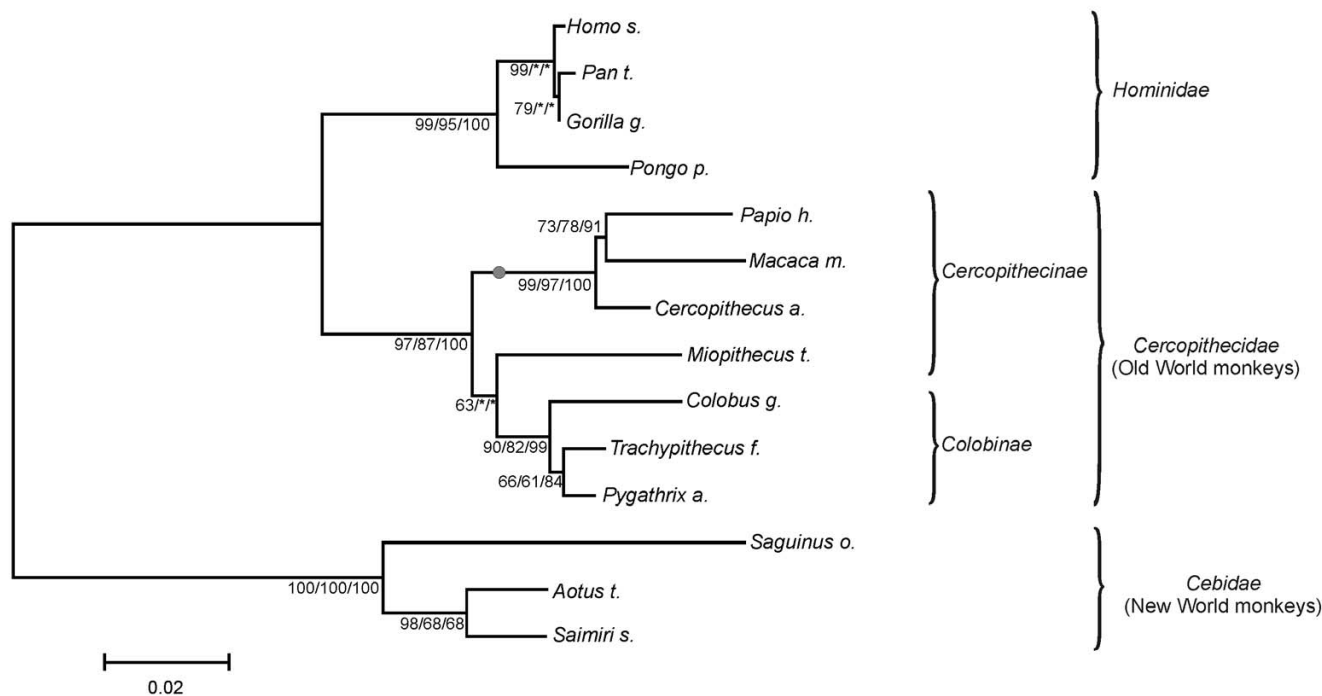 Homo s.
99/*/*
Pan t.
79/*/*
Gorilla g.
99/95/100
Pongo p.
Hominidae
Papio h.
73/78/91
Macaca m.
99/97/100
Cercopithecus a.
Cercopithecinae
97/87/100
Miopithecus t.
63/*/*
Colobus g.
90/82/99
Trachypithecus f.
66/61/84
Pygathrix a.
Colobinae
Cercopithecidae
(Old World monkeys)
Saguinus o.
100/100/100
Aotus t.
98/68/68
Saimiri s.
Cebidae
(New World monkeys)
0.02